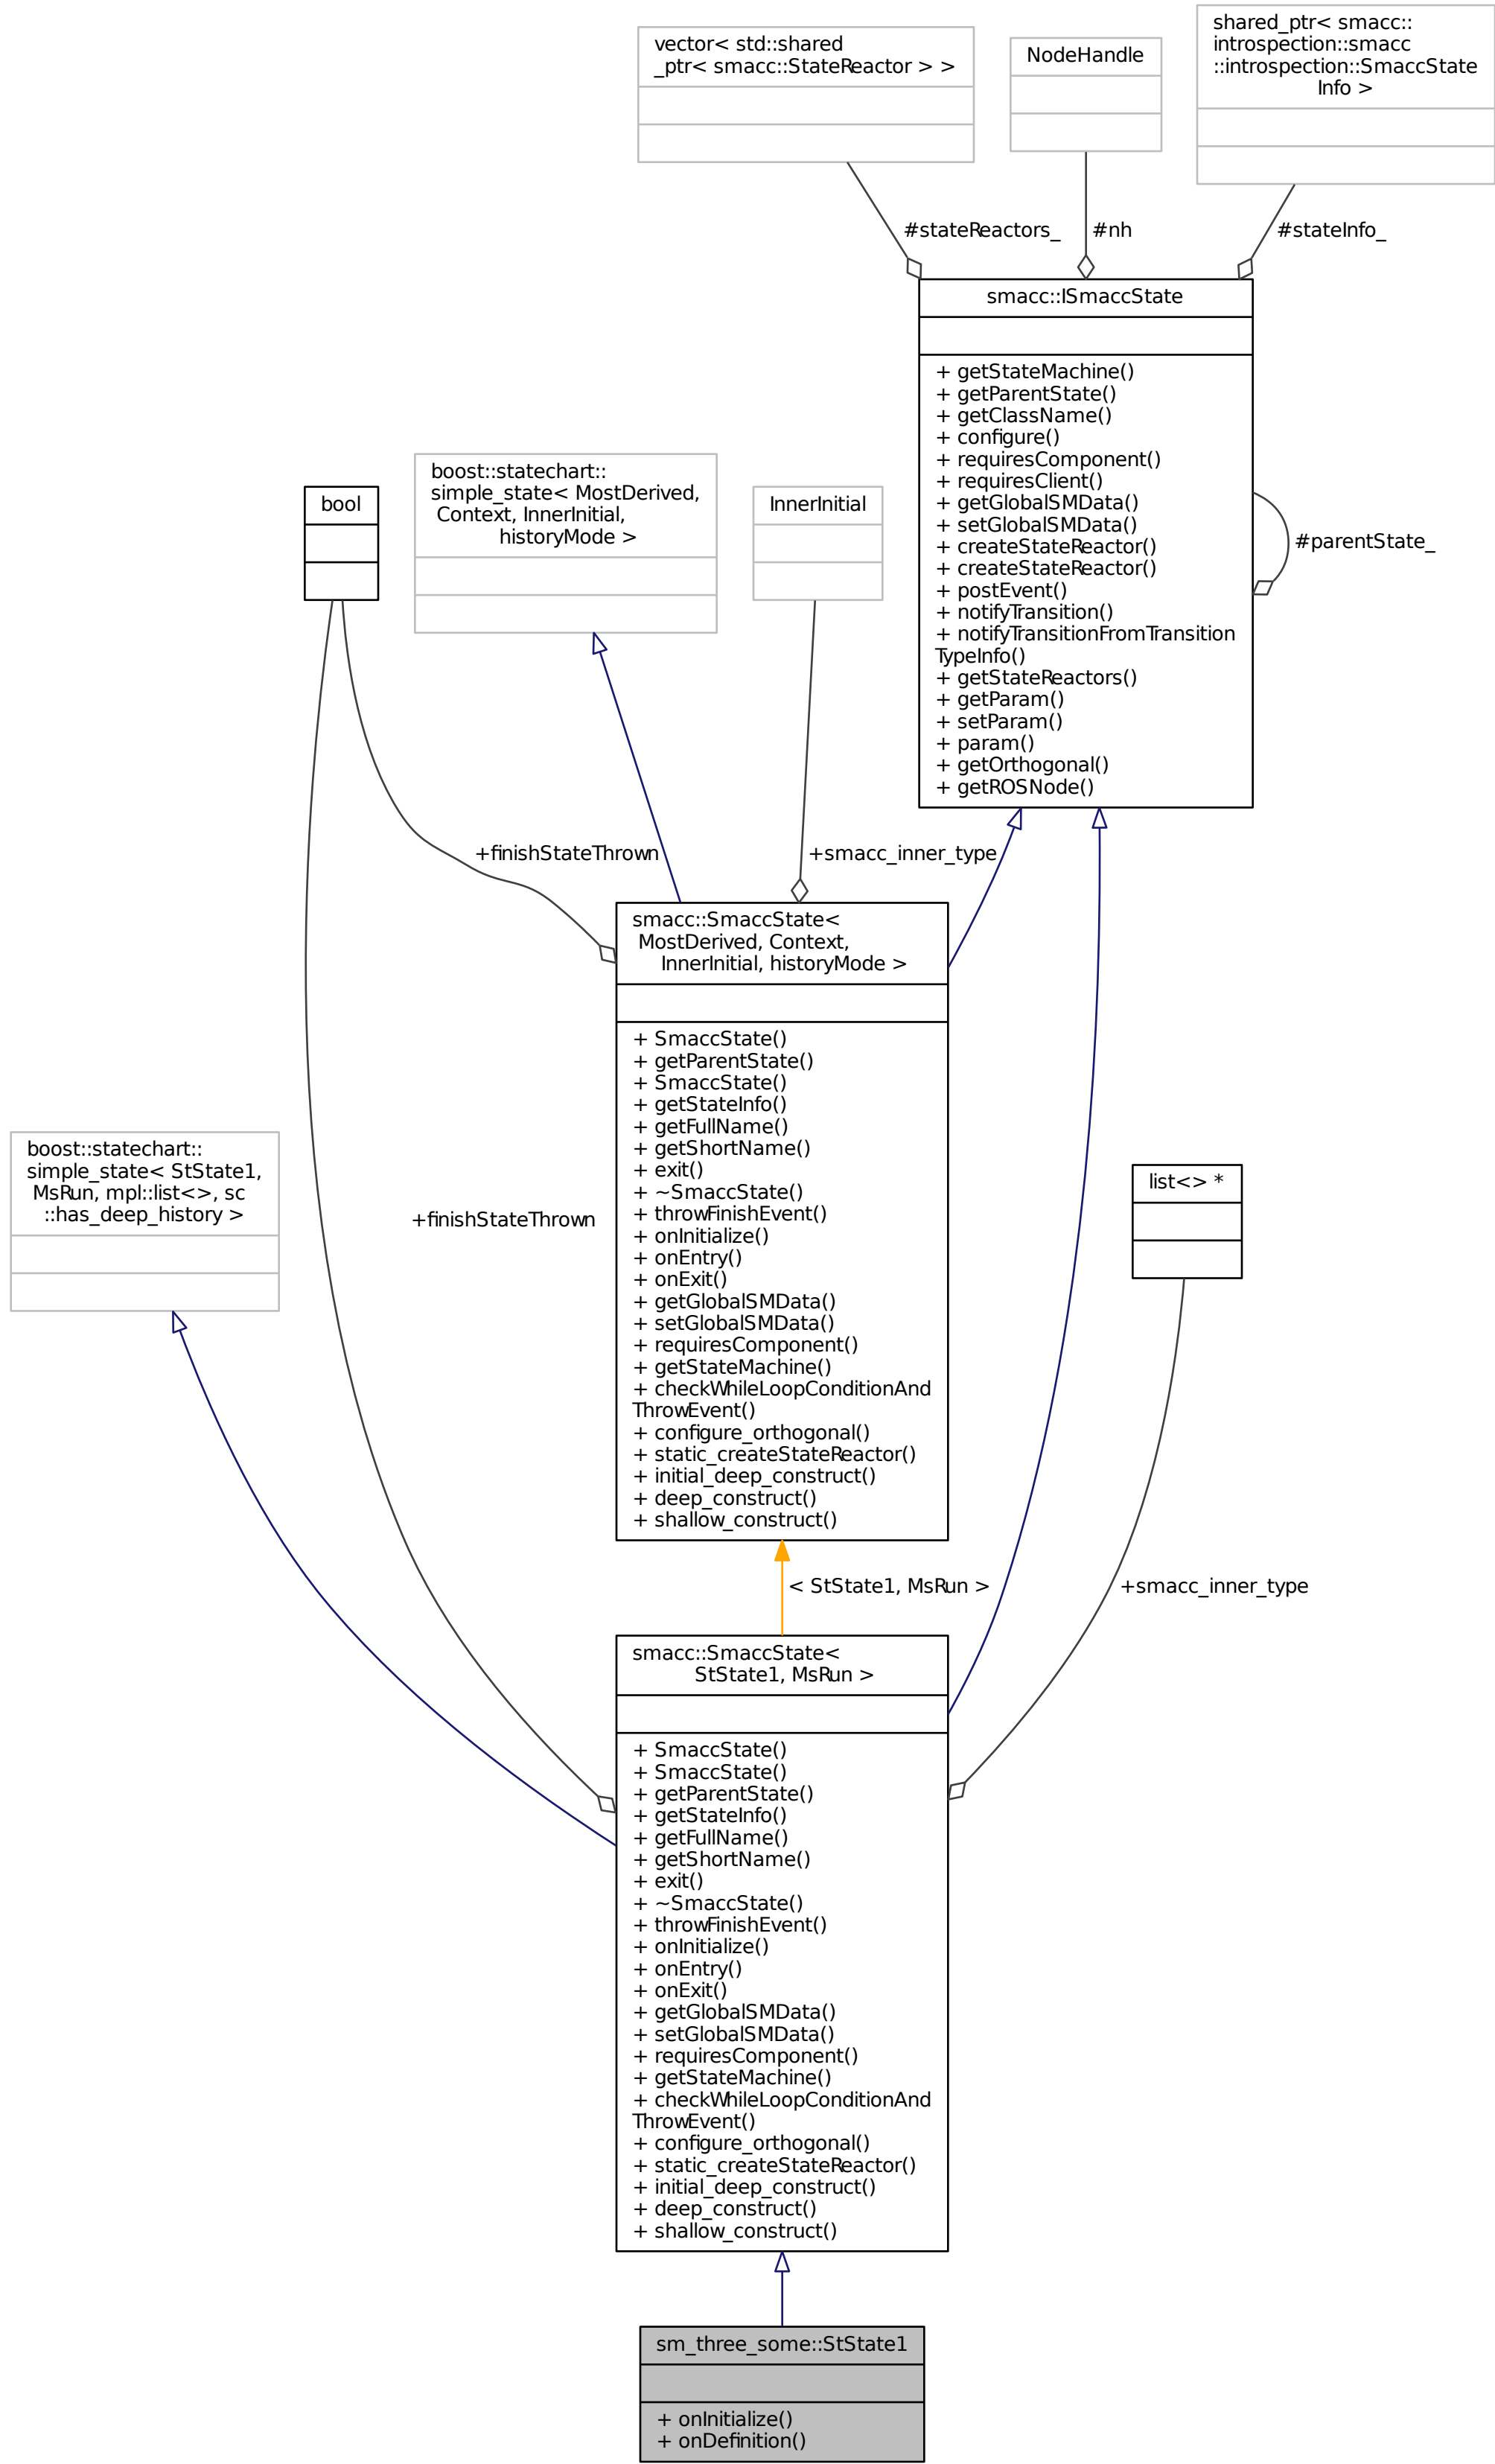 vector< std::shared
_ptr< smacc::StateReactor > >
NodeHandle
shared_ptr< smacc::
introspection::smacc
::introspection::SmaccState
Info >
#stateReactors_
#nh
#stateInfo_
smacc::ISmaccState
+ getStateMachine()
+ getParentState()
+ getClassName()
+ configure()
+ requiresComponent()
+ requiresClient()
+ getGlobalSMData()
+ setGlobalSMData()
+ createStateReactor()
+ createStateReactor()
+ postEvent()
+ notifyTransition()
+ notifyTransitionFromTransition
TypeInfo()
+ getStateReactors()
+ getParam()
+ setParam()
+ param()
+ getOrthogonal()
+ getROSNode()
#parentState_
bool
boost::statechart::
simple_state< MostDerived,
Context, InnerInitial,
historyMode >
InnerInitial
+finishStateThrown
+smacc_inner_type
smacc::SmaccState<
MostDerived, Context,
InnerInitial, historyMode >
+ SmaccState()
+ getParentState()
+ SmaccState()
+ getStateInfo()
+ getFullName()
+ getShortName()
+ exit()
+ ~SmaccState()
+ throwFinishEvent()
+ onInitialize()
+ onEntry()
+ onExit()
+ getGlobalSMData()
+ setGlobalSMData()
+ requiresComponent()
+ getStateMachine()
+ checkWhileLoopConditionAnd
ThrowEvent()
+ configure_orthogonal()
+ static_createStateReactor()
+ initial_deep_construct()
+ deep_construct()
+ shallow_construct()
boost::statechart::
simple_state< StState1,
MsRun, mpl::list<>, sc
::has_deep_history >
+finishStateThrown
list<> *
< StState1, MsRun >
+smacc_inner_type
smacc::SmaccState<
StState1, MsRun >
+ SmaccState()
+ SmaccState()
+ getParentState()
+ getStateInfo()
+ getFullName()
+ getShortName()
+ exit()
+ ~SmaccState()
+ throwFinishEvent()
+ onInitialize()
+ onEntry()
+ onExit()
+ getGlobalSMData()
+ setGlobalSMData()
+ requiresComponent()
+ getStateMachine()
+ checkWhileLoopConditionAnd
ThrowEvent()
+ configure_orthogonal()
+ static_createStateReactor()
+ initial_deep_construct()
+ deep_construct()
+ shallow_construct()
sm_three_some::StState1
+ onInitialize()
+ onDefinition()